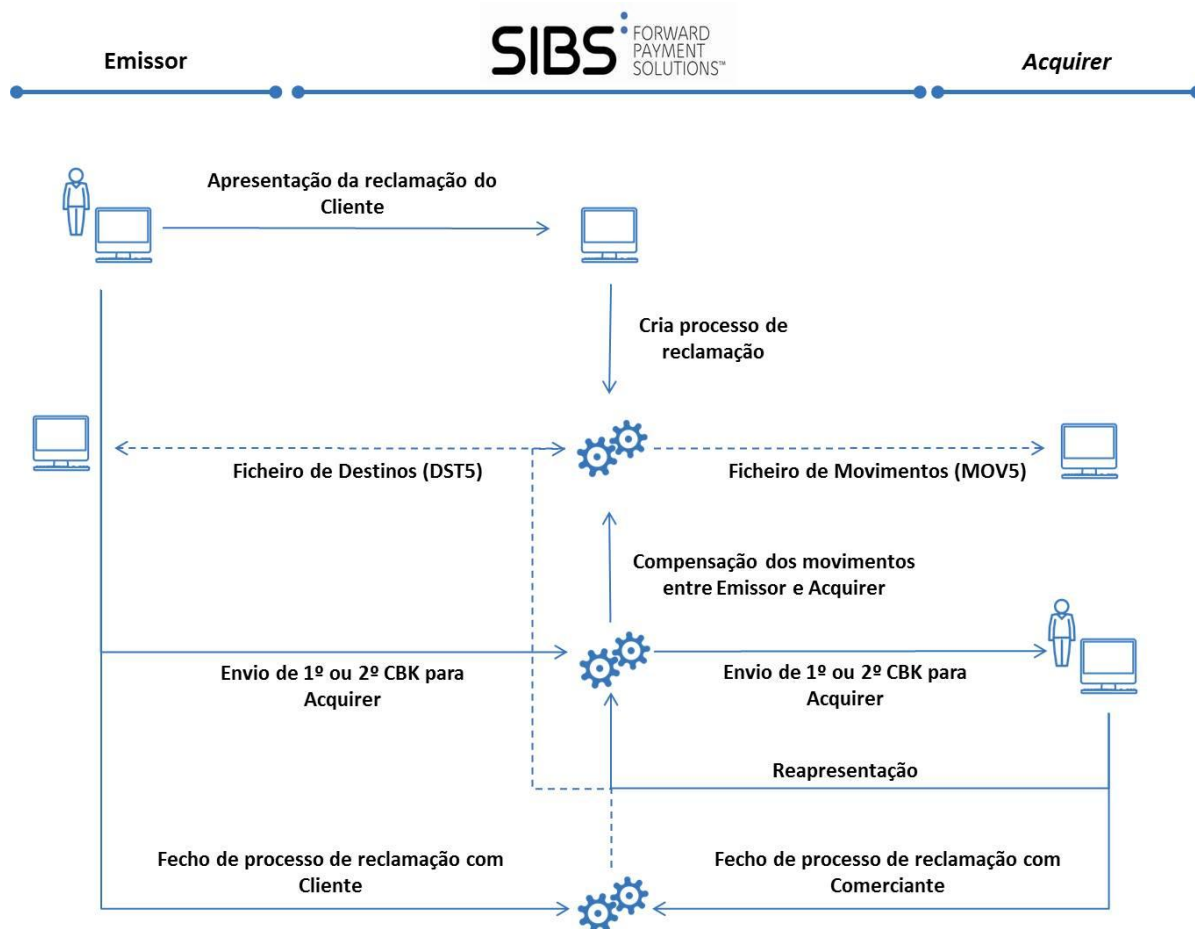 Emissor
SIBS
FORWARD
PAYMENT
SOLUTIONS™
Acquirer
Apresentação da reclamação do
Cliente
Cria processo de
reclamação
Ficheiro de Destinos (DST5)
Ficheiro de Movimentos (MOV5)
Compensação dos movimentos
entre Emissor e Acquirer
Envio de 1º ou 2º CBK para
Acquirer
Envio de 1º ou 2º CBK para
Acquirer
Reapresentação
Fecho de processo de reclamação com
Cliente
Fecho de processo de reclamação com
Comerciante